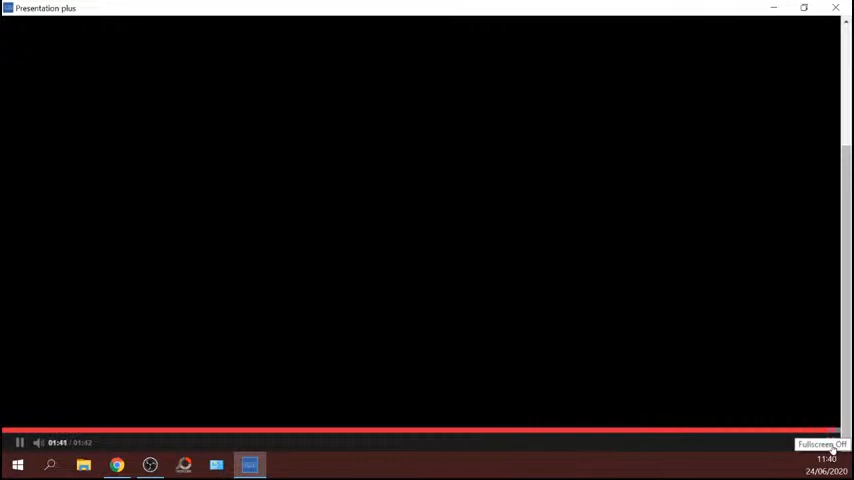 Presentation plus
01:41 / 01:42
Fullscreen Off
11:40
24/06/2020